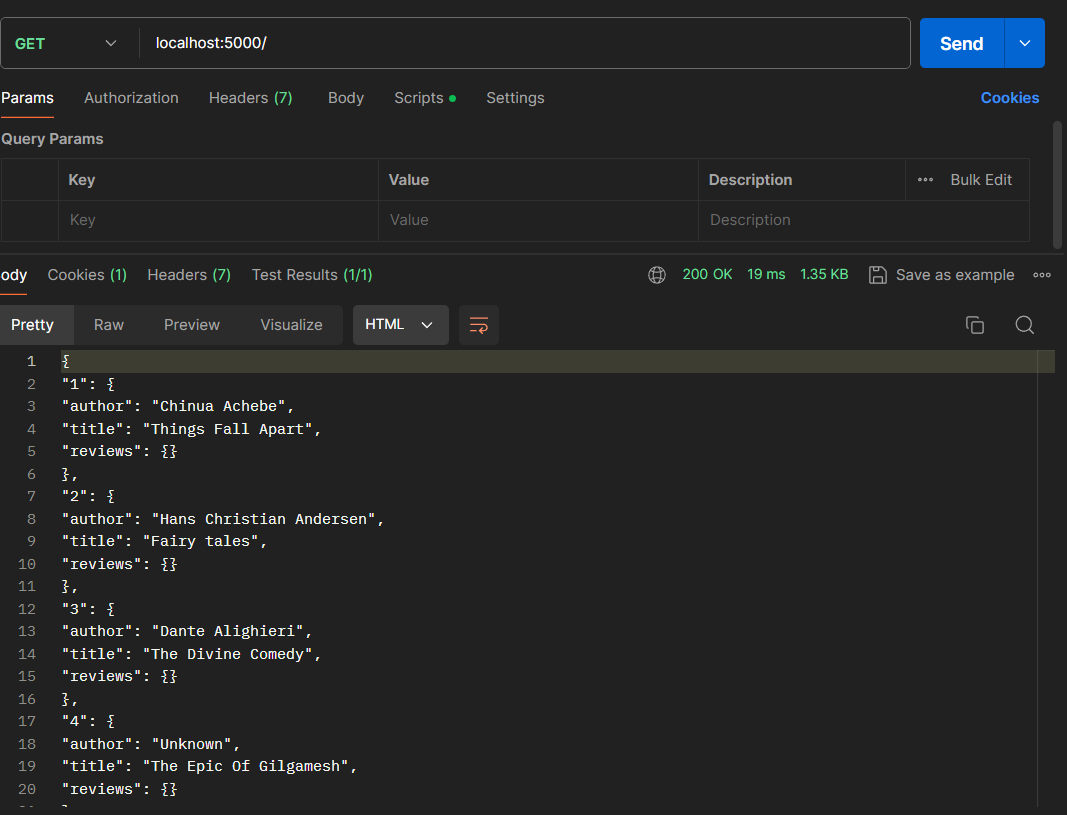 GET localhost:5000/ Send
Params Authorization Headers (7) Body Scripts Settings Cookies
Query Params
Key Value Description ••• Bulk Edit
Key Value Description
ody Cookies (1) Headers (7) Test Results (1/1) 200 OK 19 ms 1.35 KB Save as example
Pretty Raw Preview Visualize HTML
1 {
2 "1": {
3 "author": "Chinua Achebe",
4 "title": "Things Fall Apart",
5 "reviews": {}
6 },
7 "2": {
8 "author": "Hans Christian Andersen",
9 "title": "Fairy tales",
10 "reviews": {}
11 },
12 "3": {
13 "author": "Dante Alighieri",
14 "title": "The Divine Comedy",
15 "reviews": {}
16 },
17 "4": {
18 "author": "Unknown",
19 "title": "The Epic Of Gilgamesh",
20 "reviews": {}